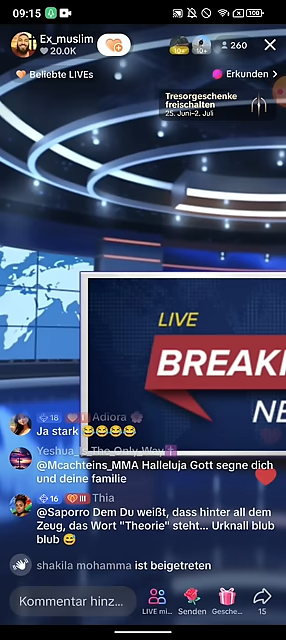 09:15
100
Ex_muslim
20.0K
10+
260
Beliebte LIVEs
Erkunden >
Tresorgeschenke
freischalten
25. Juni–2. Juli
LIVE
BREAKI
NE
18 III Adiora
Ja stark 😂😂😂😂
Yeshua_Is_The_Only_Way
@Mcachteins_MMA Halleluja Gott segne dich
und deine familie
16 III Thia
@Saporro Dem Du weißt, dass hinter all dem
Zeug, das Wort "Theorie" steht... Urknall blub
blub 😅
shakila mohamma ist beigetreten
Kommentar hinz...
LIVE mi...
Senden
Gesche...
15